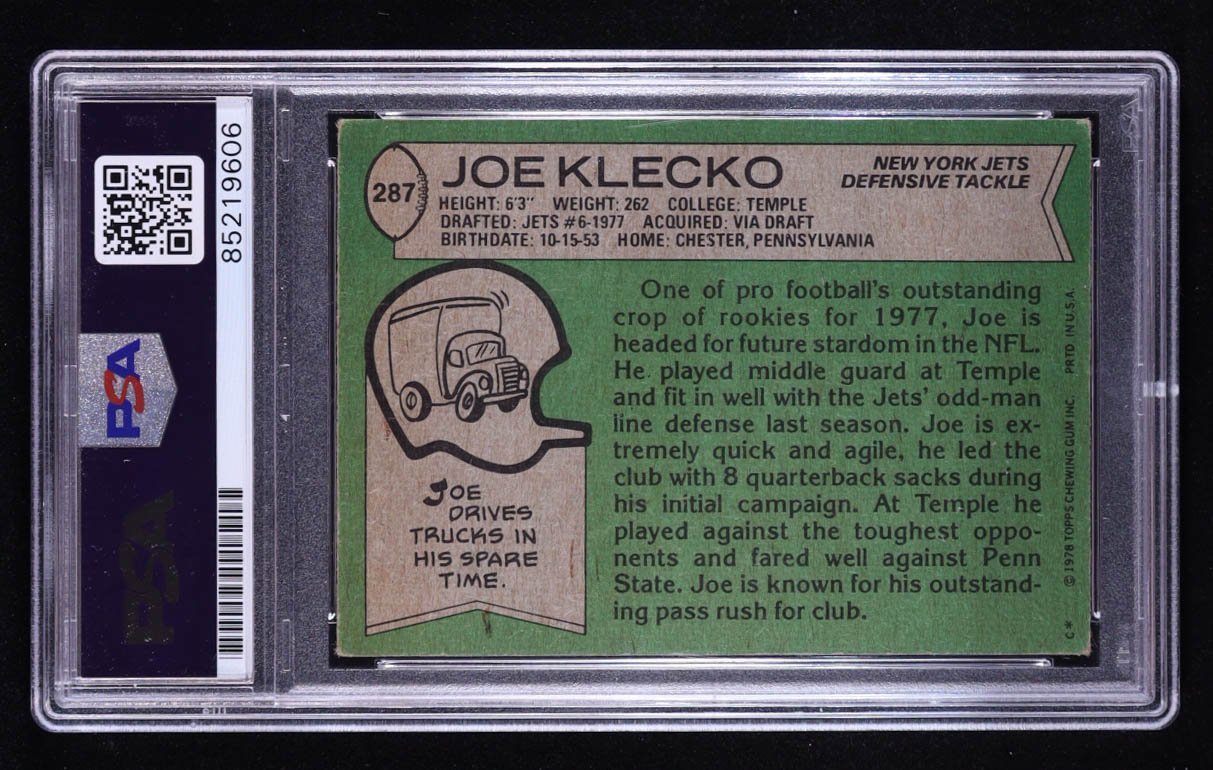 85219606
PSA
PSA
287
JOE KLECKO
NEW YORK JETS
DEFENSIVE TACKLE
HEIGHT: 6'3" WEIGHT: 262 COLLEGE: TEMPLE
DRAFTED: JETS #6-1977 ACQUIRED: VIA DRAFT
BIRTHDATE: 10-15-53 HOME: CHESTER, PENNSYLVANIA
JOE
DRIVES
TRUCKS IN
HIS SPARE
TIME.
One of pro football's outstanding
crop of rookies for 1977, Joe is
headed for future stardom in the NFL.
He played middle guard at Temple
and fit in well with the Jets' odd-man
line defense last season. Joe is ex-
tremely quick and agile, he led the
club with 8 quarterback sacks during
his initial campaign. At Temple he
played against the toughest oppo-
nents and fared well against Penn
State. Joe is known for his outstand-
ing pass rush for club.
C* © 1978 TOPPS CHEWING GUM INC. PRTD. IN U.S.A.